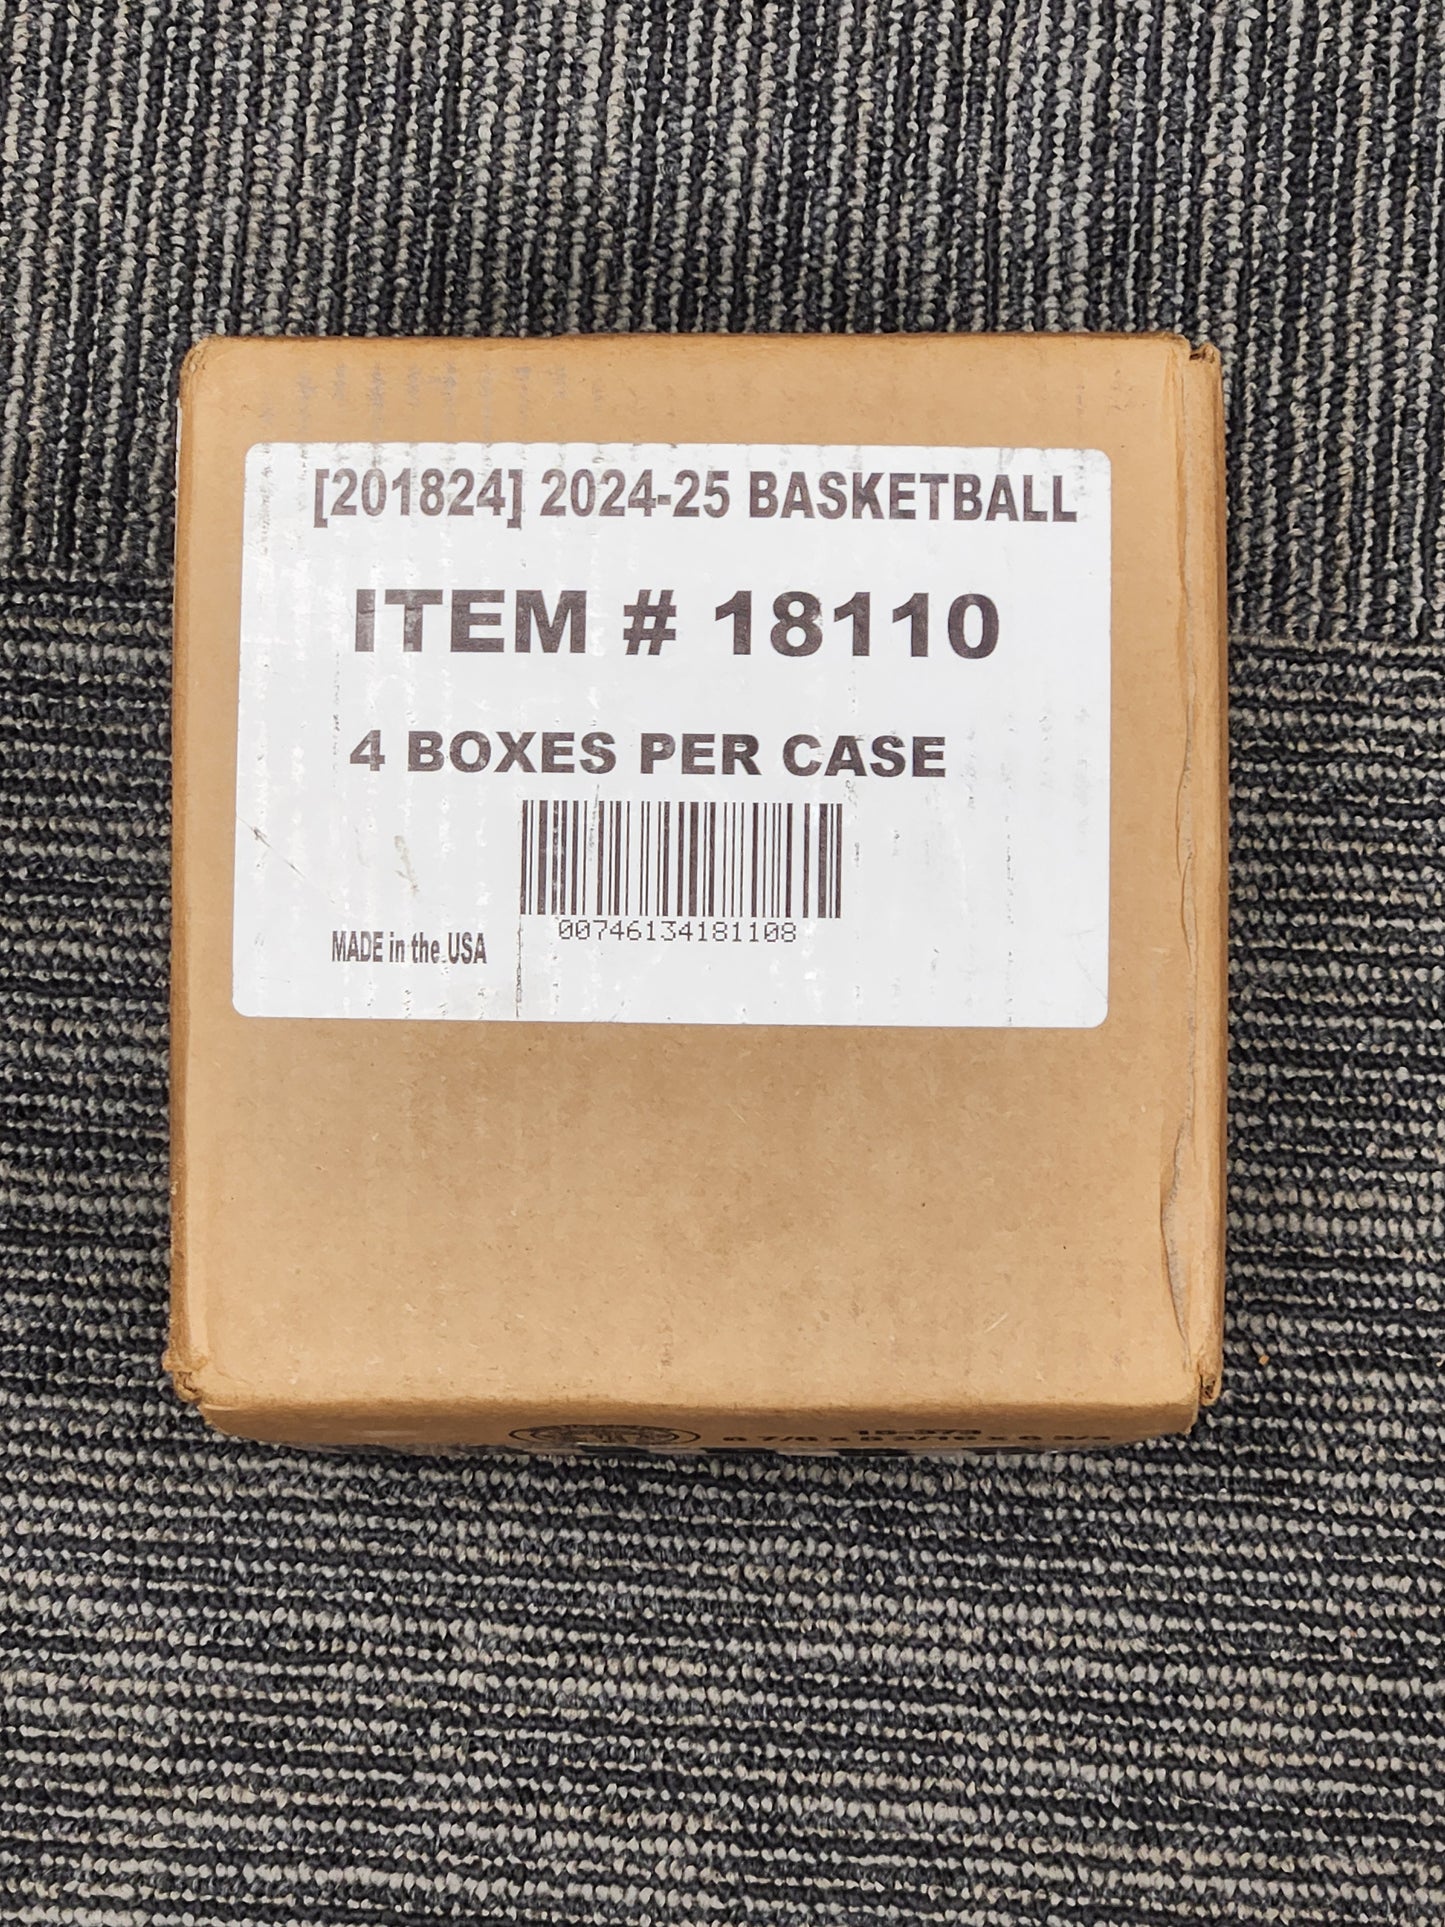 [201824] 2024-25 BASKETBALL
ITEM # 18110
4 BOXES PER CASE
00746134181108
MADE in the USA